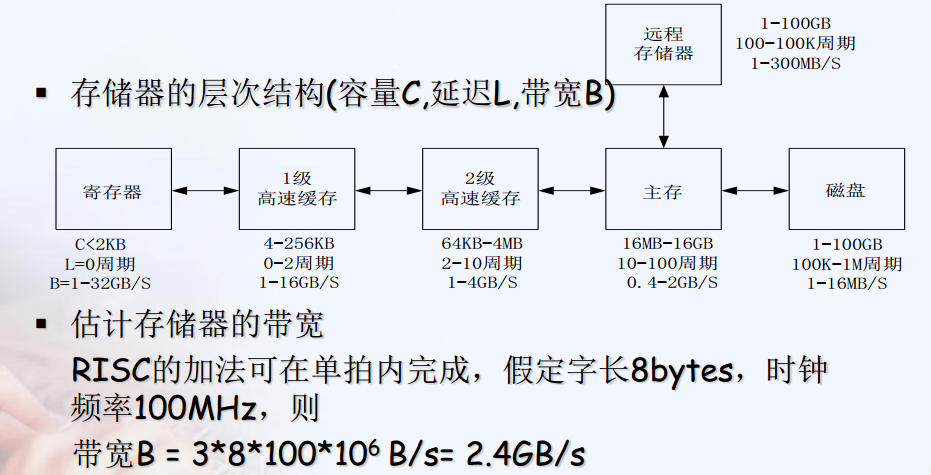 远程
存储器
1-100GB
100-100K周期
1-300MB/S
▪ 存储器的层次结构(容量C,延迟L,带宽B)
寄存器
C<2KB
L=0周期
B=1-32GB/S
1级
高速缓存
4-256KB
0-2周期
1-16GB/S
2级
高速缓存
64KB-4MB
2-10周期
1-4GB/S
主存
16MB-16GB
10-100周期
0.4-2GB/S
磁盘
1-100GB
100K-1M周期
1-16MB/S
▪ 估计存储器的带宽
RISC的加法可在单拍内完成，假定字长8bytes，时钟
频率100MHz，则
带宽B = 3*8*100*10⁶ B/s= 2.4GB/s